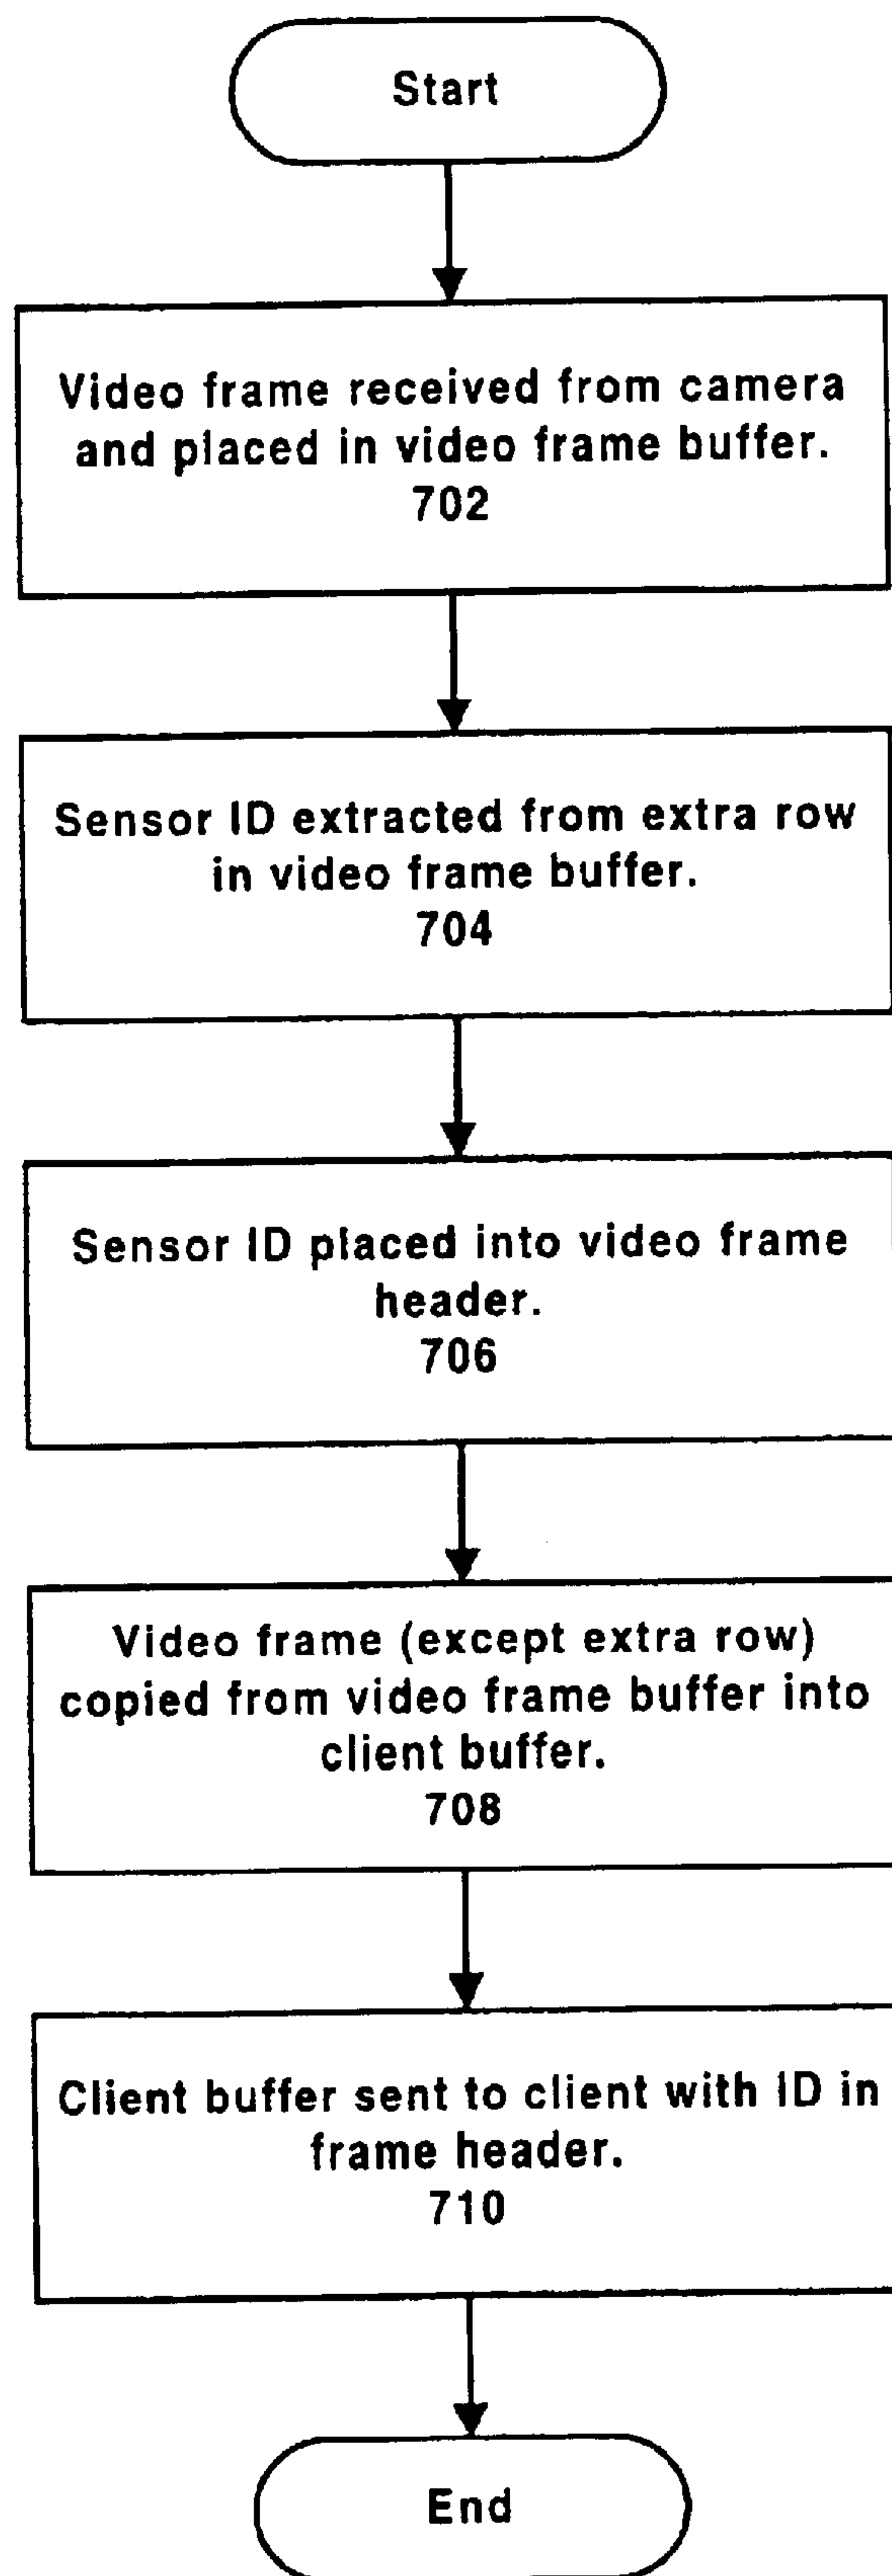 Start
Video frame received from camera
and placed in video frame buffer.
702
Sensor ID extracted from extra row
in video frame buffer.
704
Sensor ID placed into video frame
header.
706
Video frame (except extra row)
copied from video frame buffer into
client buffer.
708
Client buffer sent to client with ID in
frame header.
710
End